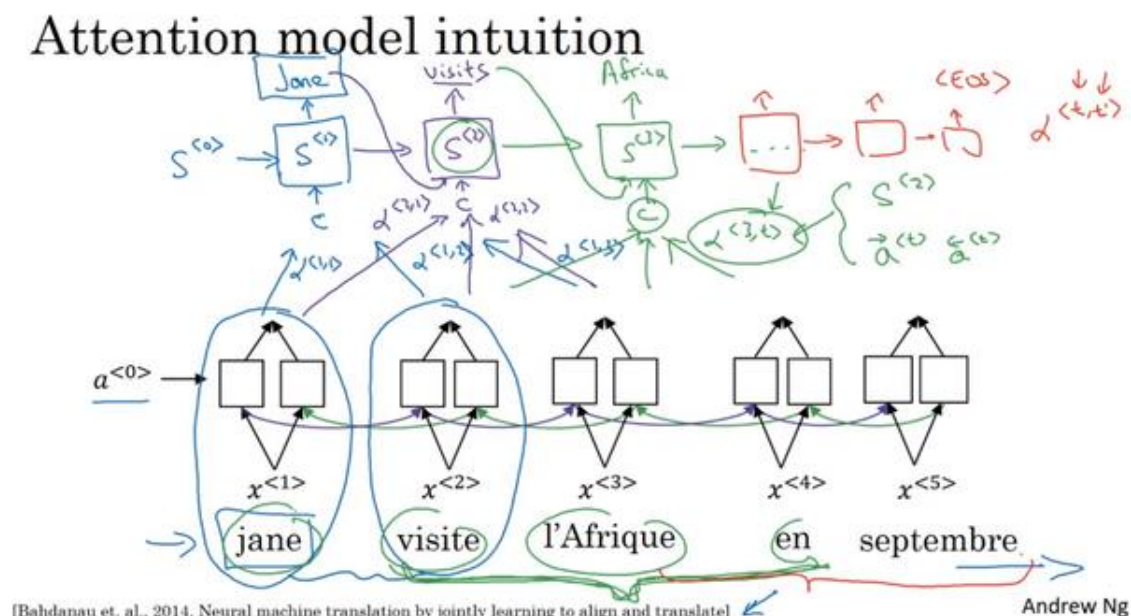 Attention model intuition
Jane visits Africa <EOS>
S<0> S<1> S<2> S<3> ... α<t,t'>
c c c
α<2,1> α<2,2> α<3,t> S<2>
α<1,1> α<1,2> α<1,3> a<t> a<t>
a<0>
x<1> x<2> x<3> x<4> x<5>
jane visite l'Afrique en septembre
[Bahdanau et. al., 2014. Neural machine translation by jointly learning to align and translate] Andrew Ng